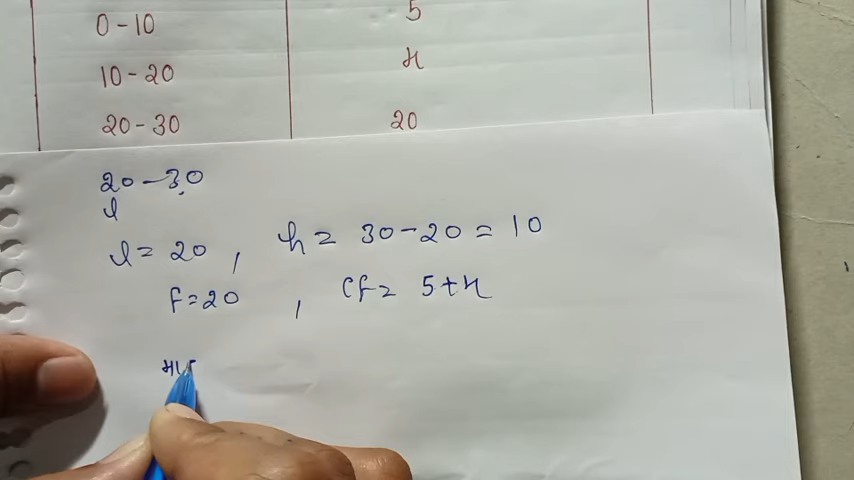 0-10 5
10-20 x
20-30 20
20-30
l
l = 20 , h = 30-20 = 10
f = 20 , cf = 5+x